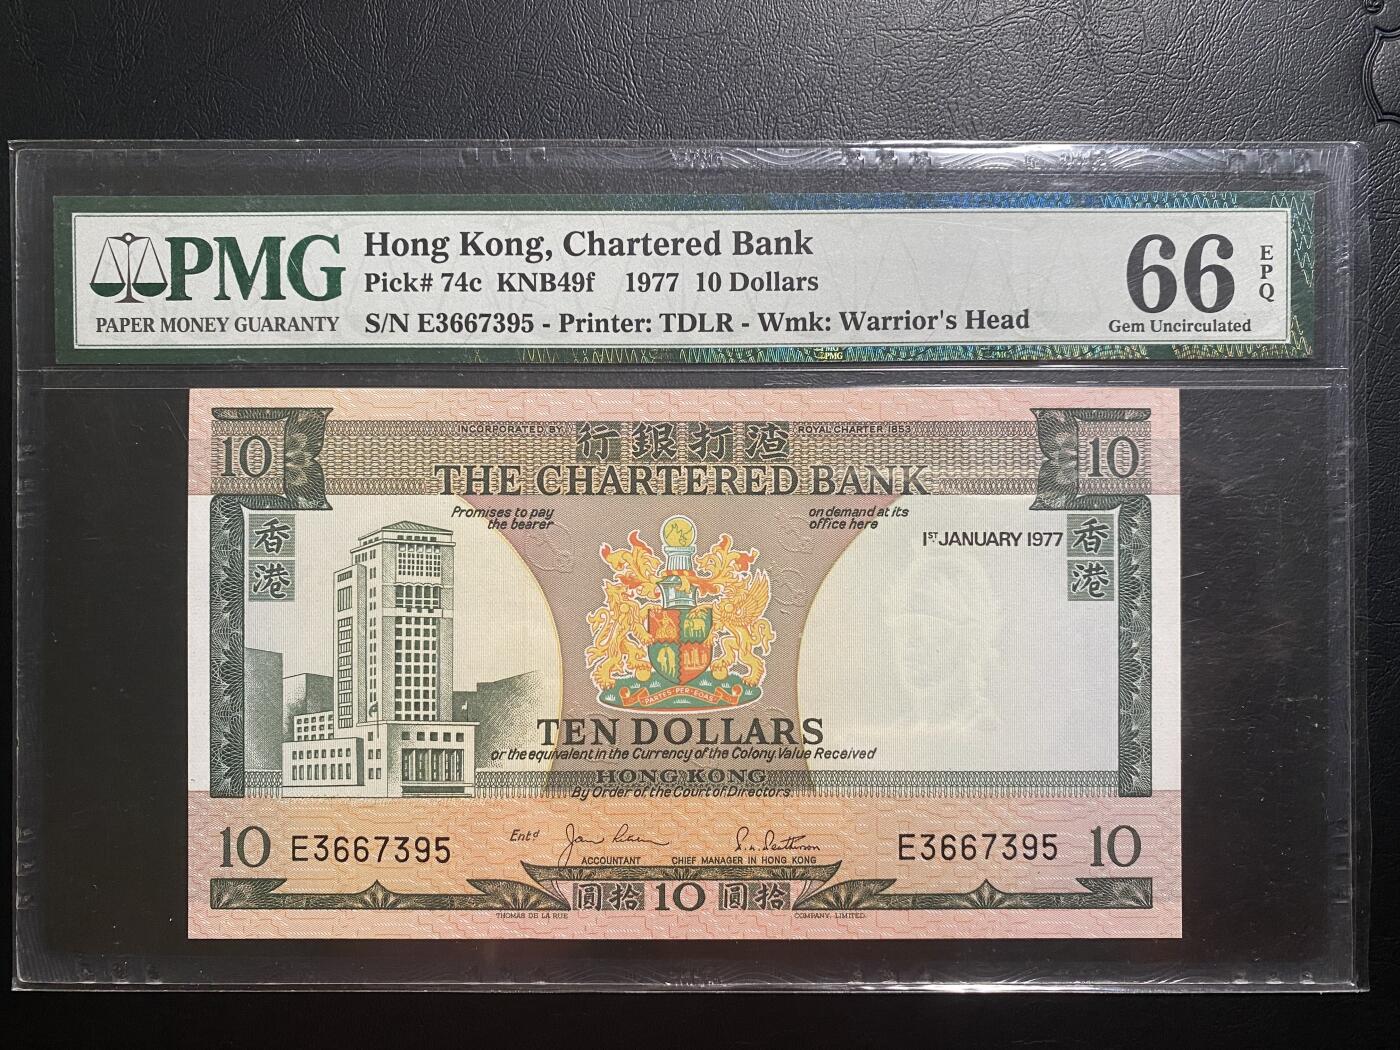 PMG
PAPER MONEY GUARANTY
Hong Kong, Chartered Bank
Pick# 74c KNB49f 1977 10 Dollars
S/N E3667395 - Printer: TDLR - Wmk: Warrior's Head
66
EPQ
Gem Uncirculated
10 INCORPORATED BY 行銀打渣 ROYAL CHARTER 1853 10
THE CHARTERED BANK
Promises to pay
the bearer
on demand at its
office here
香港
1ST JANUARY 1977
香港
PARTES·PER·EOAS
TEN DOLLARS
or the equivalent in the Currency of the Colony, Value Received
HONG KONG
By Order of the Court of Directors
10 E3667395 Entd E3667395 10
ACCOUNTANT CHIEF MANAGER IN HONG KONG
圓拾 10 圓拾
THOMAS DE LA RUE COMPANY, LIMITED.